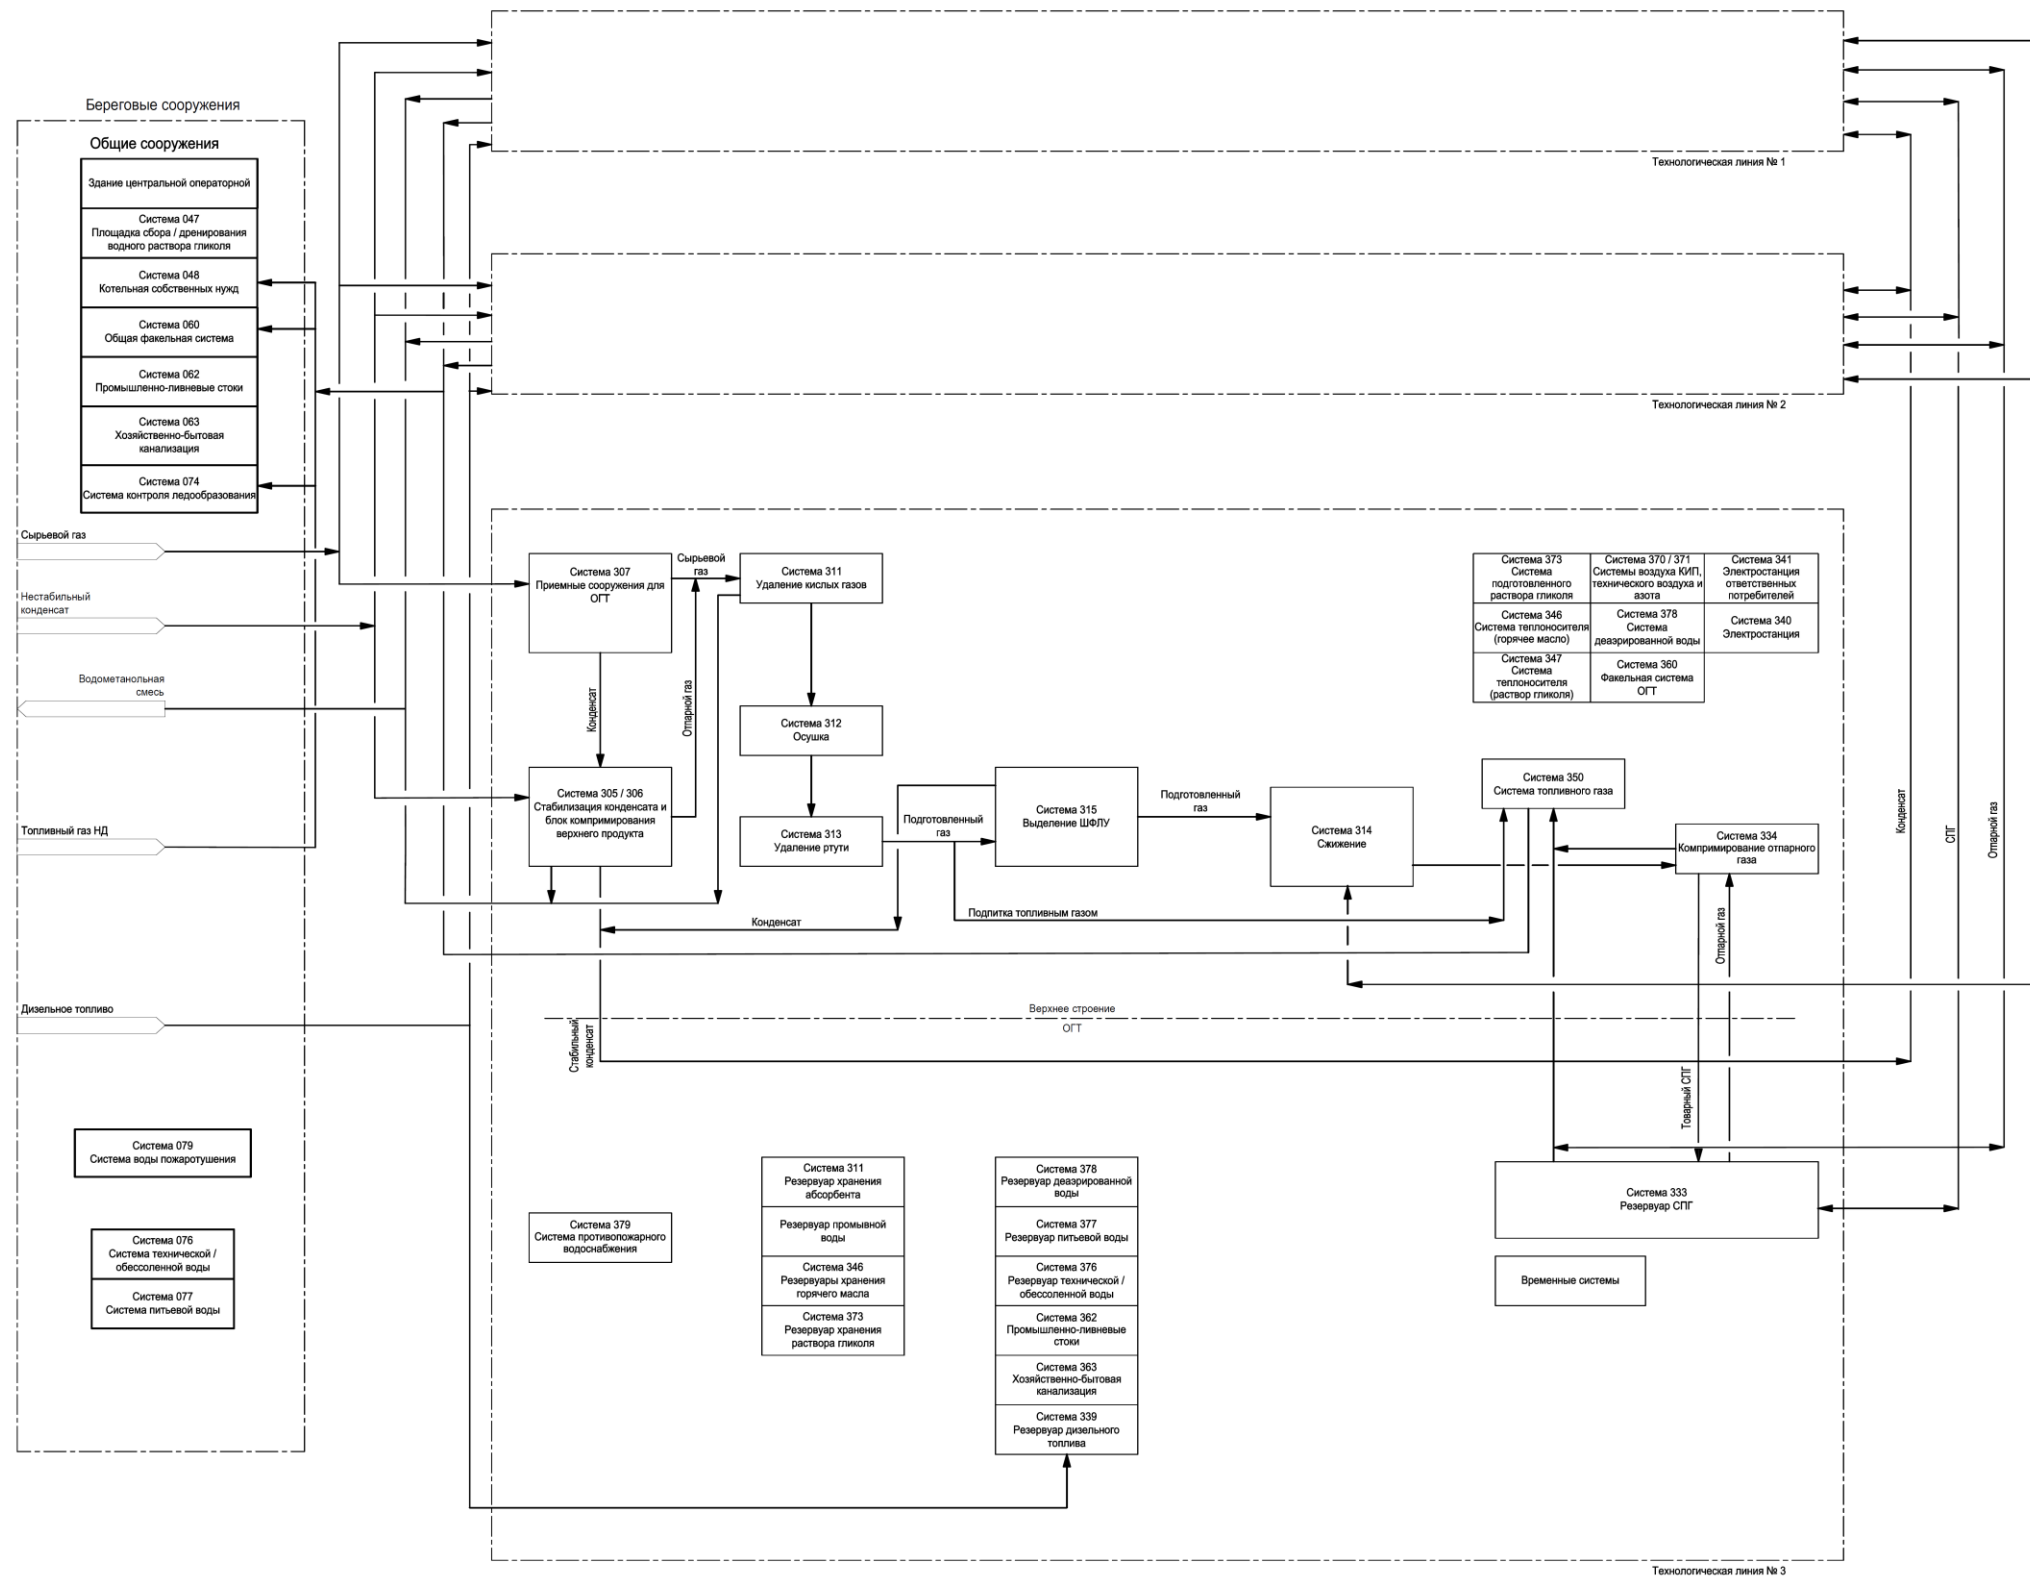 Технологическая линия № 1
Береговые сооружения
Общие сооружения
Здание центральной операторной
Система 047
Площадка сбора / дренирования
водного раствора гликоля
Система 048
Котельная собственных нужд
Система 060
Общая факельная система
Система 062
Промышленно-ливневые стоки
Система 063
Хозяйственно-бытовая
канализация
Система 074
Система контроля ледообразования
Технологическая линия № 2
Сырьевой газ
Нестабильный
конденсат
Водометанольная
смесь
Топливный газ НД
Дизельное топливо
Система 079
Система воды пожаротушения
Система 076
Система технической /
обессоленной воды
Система 077
Система питьевой воды
Система 307
Приемные сооружения для
ОГТ
Сырьевой
газ
Система 311
Удаление кислых газов
Конденсат
Отпарной газ
Система 312
Осушка
Система 305 / 306
Стабилизация конденсата и
блок компримирования
верхнего продукта
Система 313
Удаление ртути
Подготовленный
газ
Система 315
Выделение ШФЛУ
Подготовленный
газ
Система 314
Сжижение
Система 373
Система
подготовленного
раствора гликоля
Система 370 / 371
Системы воздуха КИП,
технического воздуха и
азота
Система 341
Электростанция
ответственных
потребителей
Система 346
Система теплоносителя
(горячее масло)
Система 378
Система
деаэрированной воды
Система 340
Электростанция
Система 347
Система
теплоносителя
(раствор гликоля)
Система 360
Факельная система
ОГТ
Система 350
Система топливного газа
Система 334
Компримирование отпарного
газа
Конденсат
СПГ
Отпарной газ
Подпитка топливным газом
Конденсат
Отпарной газ
Верхнее строение
ОГТ
Стабильный
конденсат
Товарный СПГ
Система 379
Система противопожарного
водоснабжения
Система 311
Резервуар хранения
абсорбента
Резервуар промывной
воды
Система 346
Резервуары хранения
горячего масла
Система 373
Резервуар хранения
раствора гликоля
Система 378
Резервуар деаэрированной
воды
Система 377
Резервуар питьевой воды
Система 376
Резервуар технической /
обессоленной воды
Система 362
Промышленно-ливневые
стоки
Система 363
Хозяйственно-бытовая
канализация
Система 339
Резервуар дизельного
топлива
Система 333
Резервуар СПГ
Временные системы
Технологическая линия № 3